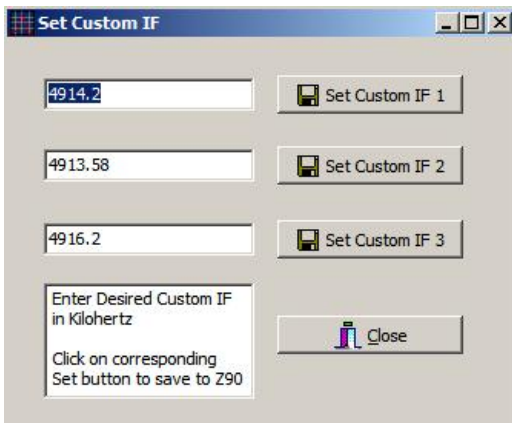 Set Custom IF
4914.2
Set Custom IF 1
4913.58
Set Custom IF 2
4916.2
Set Custom IF 3
Enter Desired Custom IF
in Kilohertz
Click on corresponding
Set button to save to Z90
Close